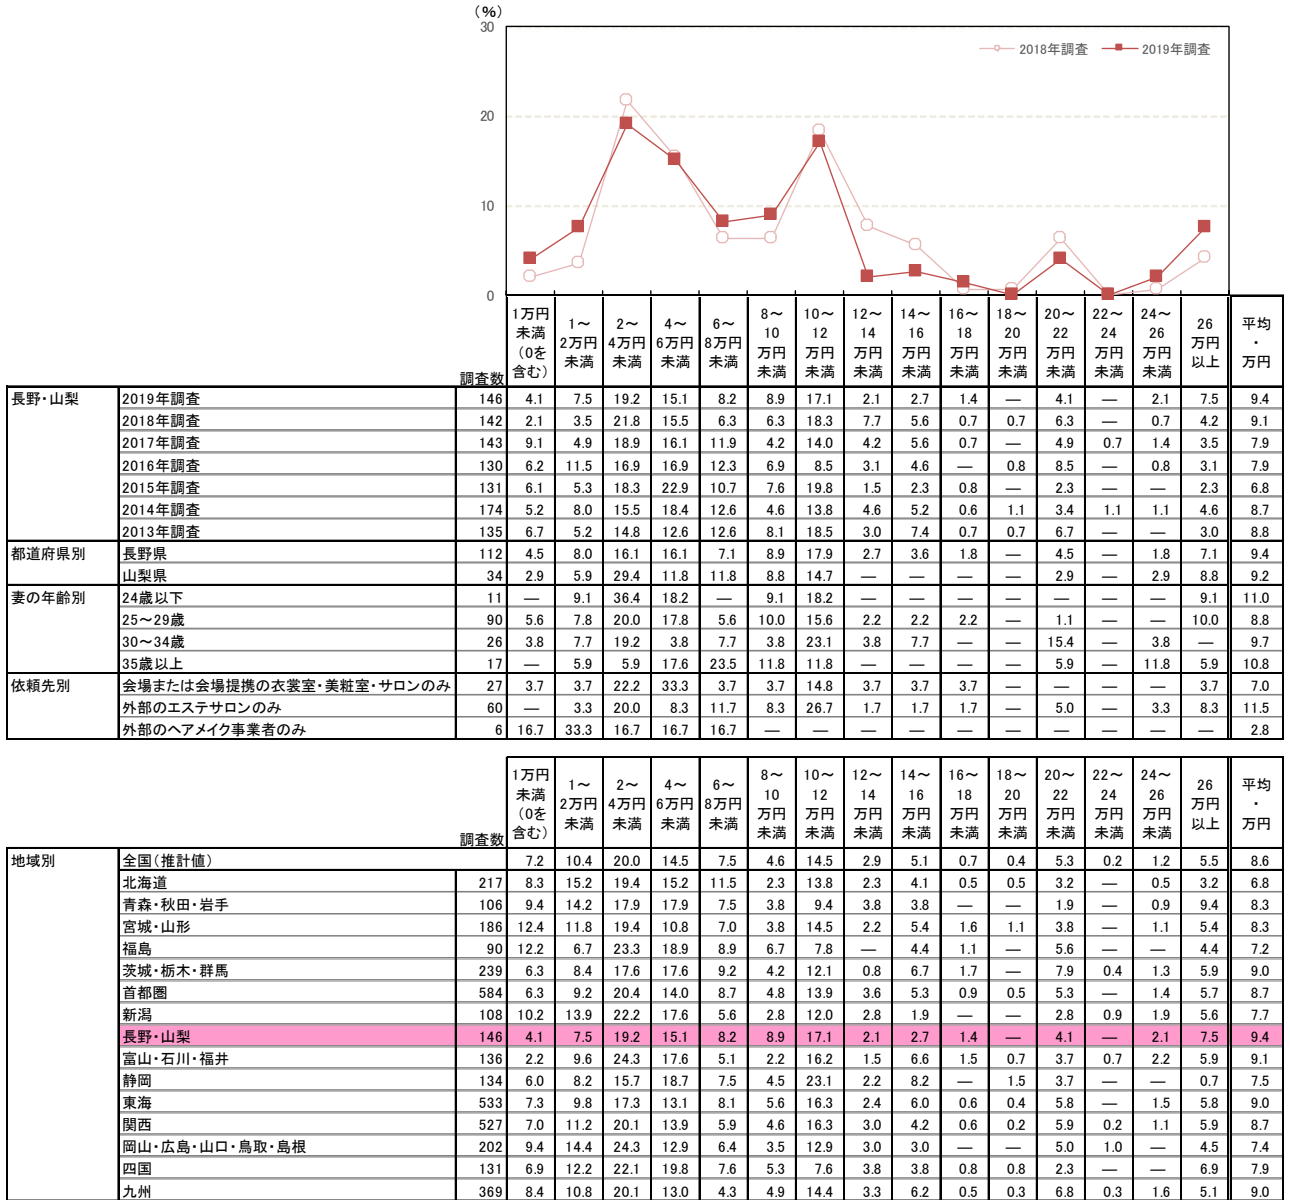 (%)
30
20
10
0
2018年調査 2019年調査
調査数 1万円未満(0を含む) 1～2万円未満 2～4万円未満 4～6万円未満 6～8万円未満 8～10万円未満 10～12万円未満 12～14万円未満 14～16万円未満 16～18万円未満 18～20万円未満 20～22万円未満 22～24万円未満 24～26万円未満 26万円以上 平均・万円
長野・山梨 2019年調査 146 4.1 7.5 19.2 15.1 8.2 8.9 17.1 2.1 2.7 1.4 ― 4.1 ― 2.1 7.5 9.4
2018年調査 142 2.1 3.5 21.8 15.5 6.3 6.3 18.3 7.7 5.6 0.7 0.7 6.3 ― 0.7 4.2 9.1
2017年調査 143 9.1 4.9 18.9 16.1 11.9 4.2 14.0 4.2 5.6 0.7 ― 4.9 0.7 1.4 3.5 7.9
2016年調査 130 6.2 11.5 16.9 16.9 12.3 6.9 8.5 3.1 4.6 ― 0.8 8.5 ― 0.8 3.1 7.9
2015年調査 131 6.1 5.3 18.3 22.9 10.7 7.6 19.8 1.5 2.3 0.8 ― 2.3 ― ― 2.3 6.8
2014年調査 174 5.2 8.0 15.5 18.4 12.6 4.6 13.8 4.6 5.2 0.6 1.1 3.4 1.1 1.1 4.6 8.7
2013年調査 135 6.7 5.2 14.8 12.6 12.6 8.1 18.5 3.0 7.4 0.7 0.7 6.7 ― ― 3.0 8.8
都道府県別 長野県 112 4.5 8.0 16.1 16.1 7.1 8.9 17.9 2.7 3.6 1.8 ― 4.5 ― 1.8 7.1 9.4
山梨県 34 2.9 5.9 29.4 11.8 11.8 8.8 14.7 ― ― ― ― 2.9 ― 2.9 8.8 9.2
妻の年齢別 24歳以下 11 ― 9.1 36.4 18.2 ― 9.1 18.2 ― ― ― ― ― ― ― 9.1 11.0
25～29歳 90 5.6 7.8 20.0 17.8 5.6 10.0 15.6 2.2 2.2 2.2 ― 1.1 ― ― 10.0 8.8
30～34歳 26 3.8 7.7 19.2 3.8 7.7 3.8 23.1 3.8 7.7 ― ― 15.4 ― 3.8 ― 9.7
35歳以上 17 ― 5.9 5.9 17.6 23.5 11.8 11.8 ― ― ― ― 5.9 ― 11.8 5.9 10.8
依頼先別 会場または会場提携の衣裳室・美粧室・サロンのみ 27 3.7 3.7 22.2 33.3 3.7 3.7 14.8 3.7 3.7 3.7 ― ― ― ― 3.7 7.0
外部のエステサロンのみ 60 ― 3.3 20.0 8.3 11.7 8.3 26.7 1.7 1.7 1.7 ― 5.0 ― 3.3 8.3 11.5
外部のヘアメイク事業者のみ 6 16.7 33.3 16.7 16.7 16.7 ― ― ― ― ― ― ― ― ― ― 2.8
調査数 1万円未満(0を含む) 1～2万円未満 2～4万円未満 4～6万円未満 6～8万円未満 8～10万円未満 10～12万円未満 12～14万円未満 14～16万円未満 16～18万円未満 18～20万円未満 20～22万円未満 22～24万円未満 24～26万円未満 26万円以上 平均・万円
地域別 全国(推計値) 7.2 10.4 20.0 14.5 7.5 4.6 14.5 2.9 5.1 0.7 0.4 5.3 0.2 1.2 5.5 8.6
北海道 217 8.3 15.2 19.4 15.2 11.5 2.3 13.8 2.3 4.1 0.5 0.5 3.2 ― 0.5 3.2 6.8
青森・秋田・岩手 106 9.4 14.2 17.9 17.9 7.5 3.8 9.4 3.8 3.8 ― ― 1.9 ― 0.9 9.4 8.3
宮城・山形 186 12.4 11.8 19.4 10.8 7.0 3.8 14.5 2.2 5.4 1.6 1.1 3.8 ― 1.1 5.4 8.3
福島 90 12.2 6.7 23.3 18.9 8.9 6.7 7.8 ― 4.4 1.1 ― 5.6 ― ― 4.4 7.2
茨城・栃木・群馬 239 6.3 8.4 17.6 17.6 9.2 4.2 12.1 0.8 6.7 1.7 ― 7.9 0.4 1.3 5.9 9.0
首都圏 584 6.3 9.2 20.4 14.0 8.7 4.8 13.9 3.6 5.3 0.9 0.5 5.3 ― 1.4 5.7 8.7
新潟 108 10.2 13.9 22.2 17.6 5.6 2.8 12.0 2.8 1.9 ― ― 2.8 0.9 1.9 5.6 7.7
長野・山梨 146 4.1 7.5 19.2 15.1 8.2 8.9 17.1 2.1 2.7 1.4 ― 4.1 ― 2.1 7.5 9.4
富山・石川・福井 136 2.2 9.6 24.3 17.6 5.1 2.2 16.2 1.5 6.6 1.5 0.7 3.7 0.7 2.2 5.9 9.1
静岡 134 6.0 8.2 15.7 18.7 7.5 4.5 23.1 2.2 8.2 ― 1.5 3.7 ― ― 0.7 7.5
東海 533 7.3 9.8 17.3 13.1 8.1 5.6 16.3 2.4 6.0 0.6 0.4 5.8 ― 1.5 5.8 9.0
関西 527 7.0 11.2 20.1 13.9 5.9 4.6 16.3 3.0 4.2 0.6 0.2 5.9 0.2 1.1 5.9 8.7
岡山・広島・山口・鳥取・島根 202 9.4 14.4 24.3 12.9 6.4 3.5 12.9 3.0 3.0 ― ― 5.0 1.0 ― 4.5 7.4
四国 131 6.9 12.2 22.1 19.8 7.6 5.3 7.6 3.8 3.8 0.8 0.8 2.3 ― ― 6.9 7.9
九州 369 8.4 10.8 20.1 13.0 4.3 4.9 14.4 3.3 6.2 0.5 0.3 6.8 0.3 1.6 5.1 9.0